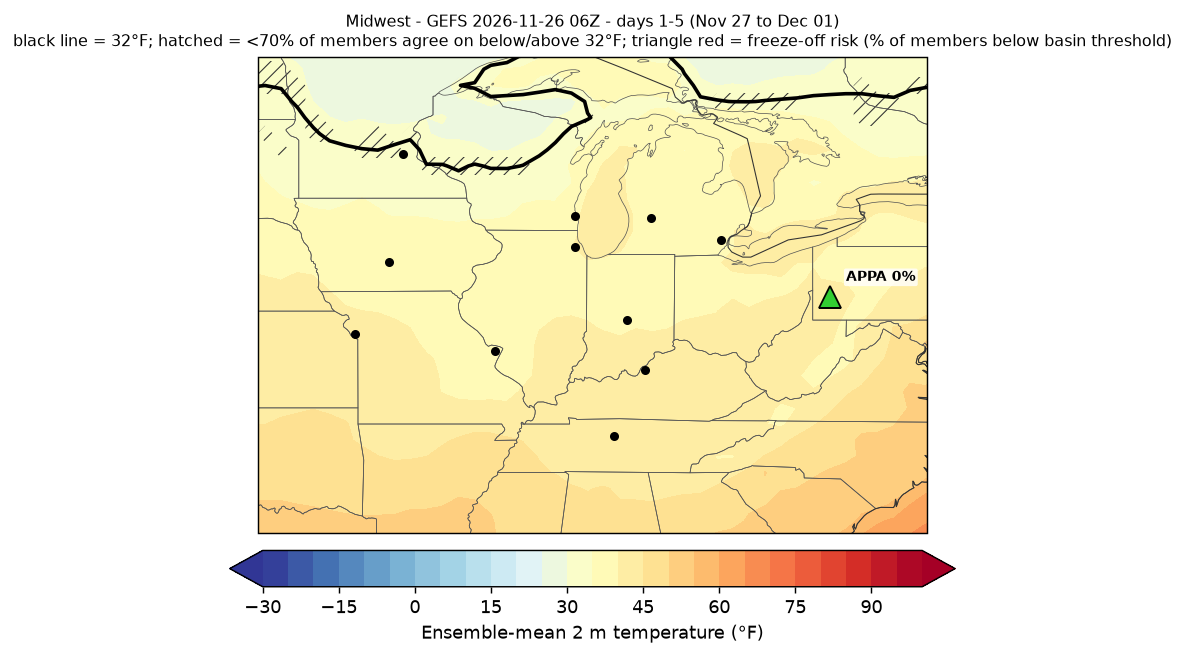 Midwest - GEFS 2026-11-26 06Z - days 1-5 (Nov 27 to Dec 01)
black line = 32°F; hatched = <70% of members agree on below/above 32°F; triangle red = freeze-off risk (% of members below basin threshold)
APPA 0%
−30 −15 0 15 30 45 60 75 90
Ensemble-mean 2 m temperature (°F)